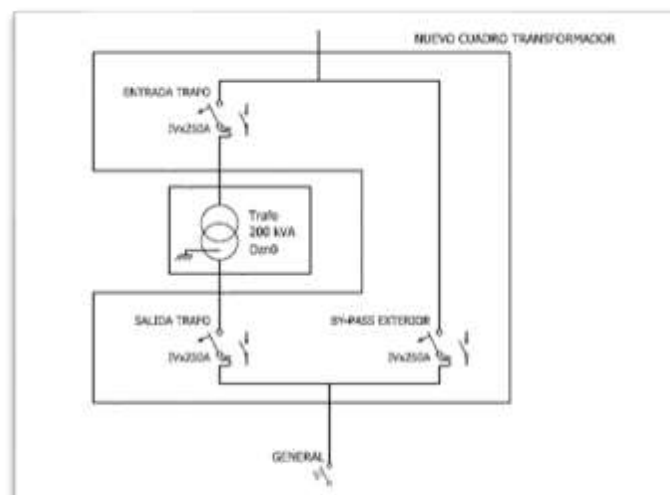 NUEVO CUADRO TRANSFORMADOR
ENTRADA TRAFO
IVx250A
Trafo
200 kVA
Dzn0
SALIDA TRAFO
BY-PASS EXTERIOR
IVx250A
IVx250A
GENERAL